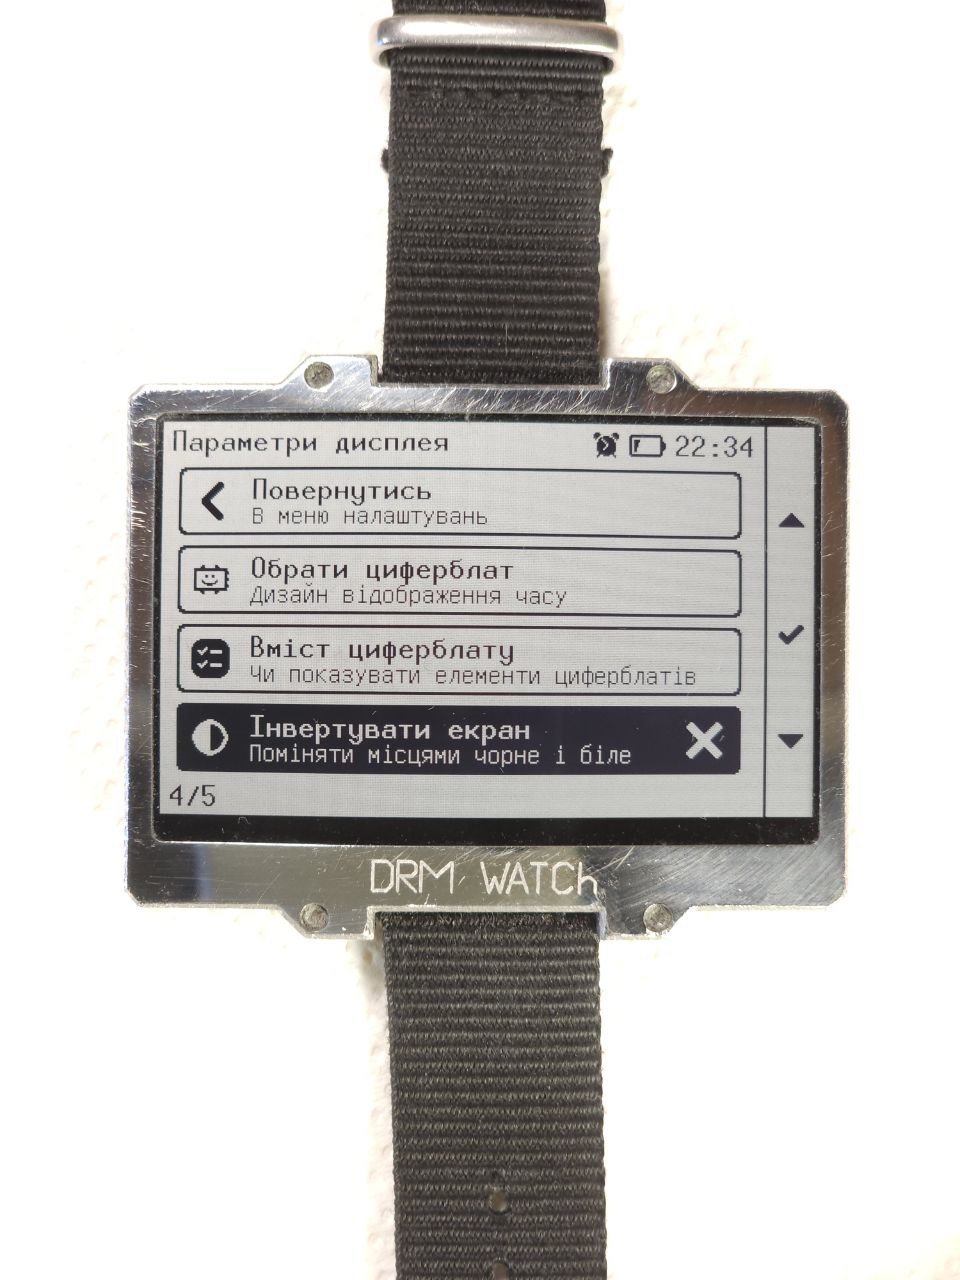 Параметри дисплея 22:34
Повернутись
В меню налаштувань
Обрати циферблат
Дизайн відображення часу
Вміст циферблату
Чи показувати елементи циферблатів
Інвертувати екран
Поміняти місцями чорне і біле
4/5
DRM WATCh